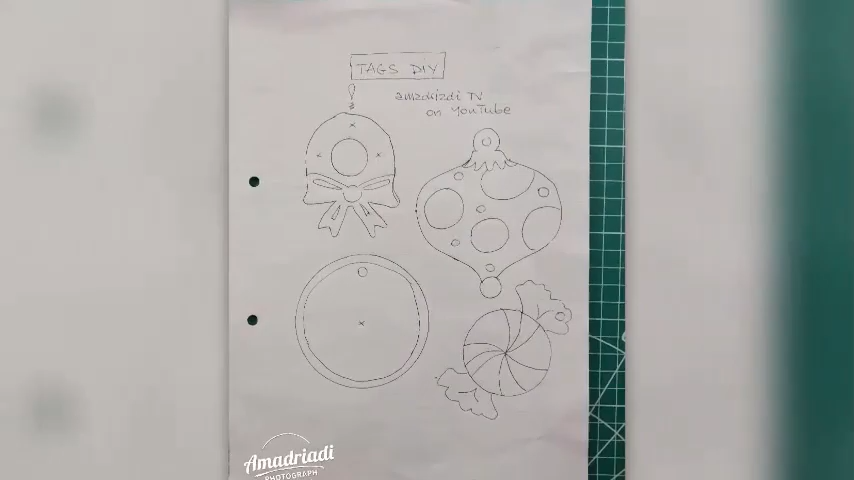 TAGS DIY
amadriadi TV
on YouTube
Amadriadi
PHOTOGRAPH